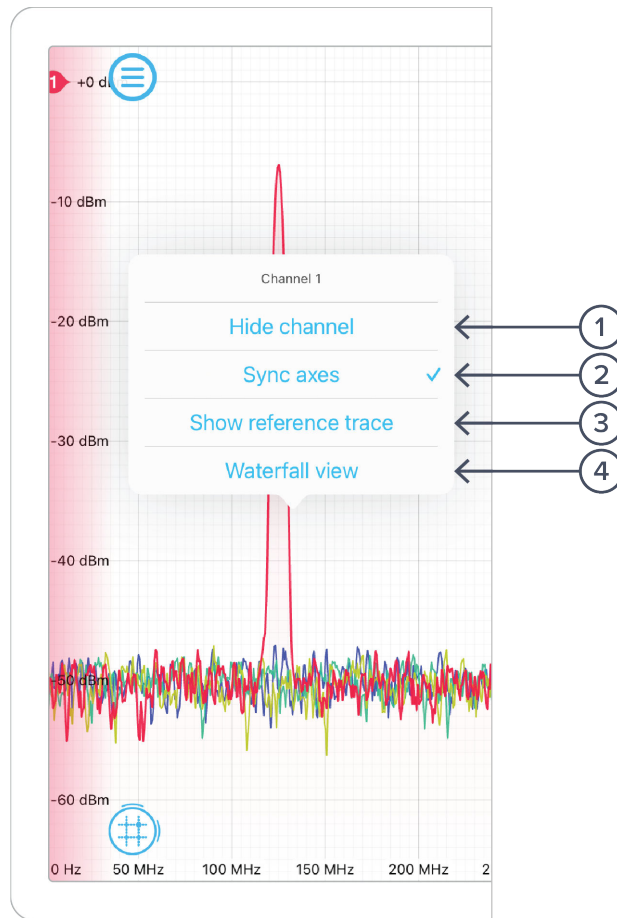 1
+0 d
-10 dBm
Channel 1
Hide channel
1
-20 dBm
Sync axes
2
Show reference trace
3
-30 dBm
Waterfall view
4
-40 dBm
-50 dBm
-60 dBm
0 Hz 50 MHz 100 MHz 150 MHz 200 MHz 2